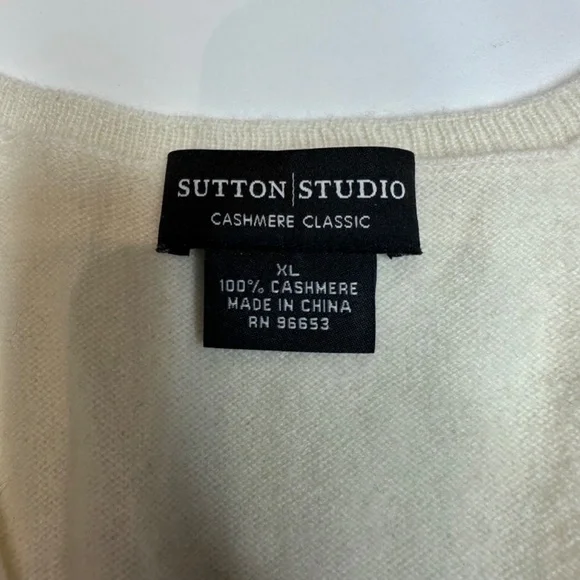 SUTTON|STUDIO
CASHMERE CLASSIC
XL
100% CASHMERE
MADE IN CHINA
RN 96653